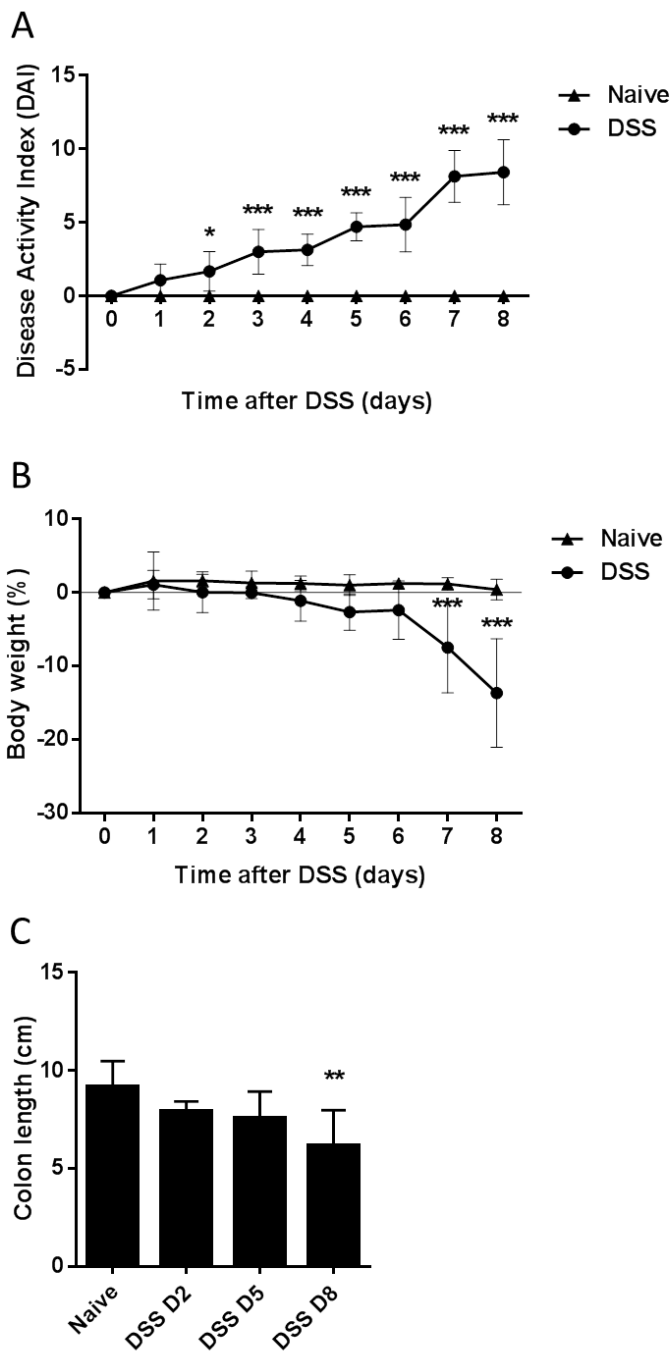 A
Disease Activity Index (DAI)
15
10
5
0
-5
Naive
DSS
*
***
***
***
***
***
***
0 1 2 3 4 5 6 7 8
Time after DSS (days)
B
Body weight (%)
10
0
-10
-20
-30
Naive
DSS
***
***
0 1 2 3 4 5 6 7 8
Time after DSS (days)
C
Colon length (cm)
15
10
5
0
**
Naive
DSS D2
DSS D5
DSS D8